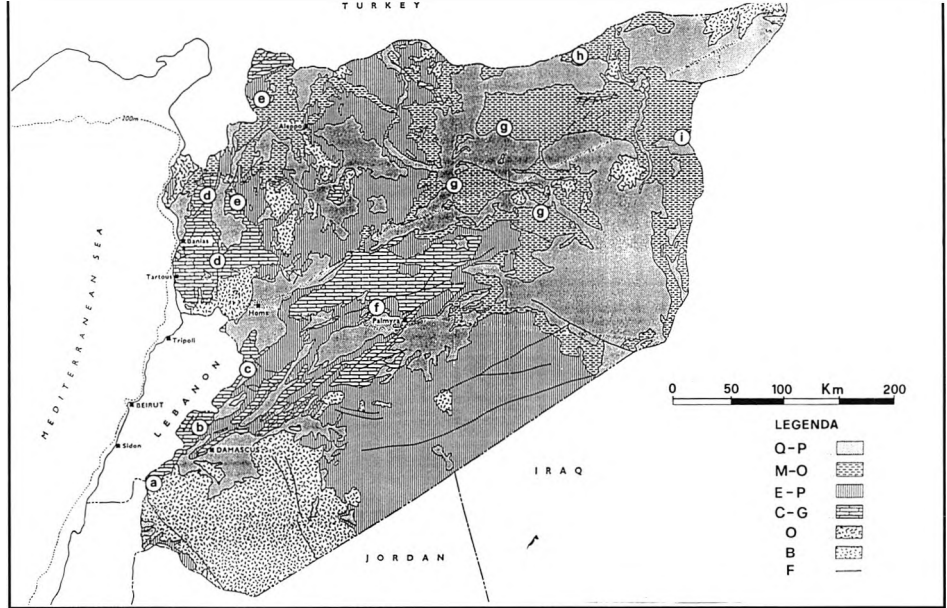 TURKEY
h
e
Aleppo
g
i
200m
d
e
g
g
Banias
d
MEDITERRANEAN SEA
Tartous
Homs
f
Palmyra
Tripoli
c
LEBANON
0 50 100 Km 200
BEIRUT
b
LEGENDA
Sidon
DAMASCUS
Q-P
M-O
IRAQ
a
E-P
C-G
O
JORDAN
B
F